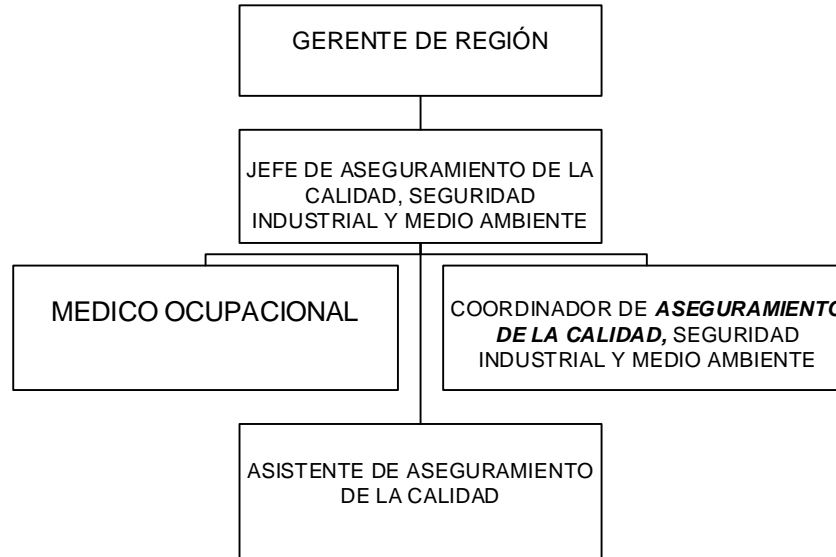 GERENTE DE REGIÓN
JEFE DE ASEGURAMIENTO DE LA
CALIDAD, SEGURIDAD
INDUSTRIAL Y MEDIO AMBIENTE
MEDICO OCUPACIONAL
COORDINADOR DE ASEGURAMIENTO
DE LA CALIDAD, SEGURIDAD
INDUSTRIAL Y MEDIO AMBIENTE
ASISTENTE DE ASEGURAMIENTO
DE LA CALIDAD